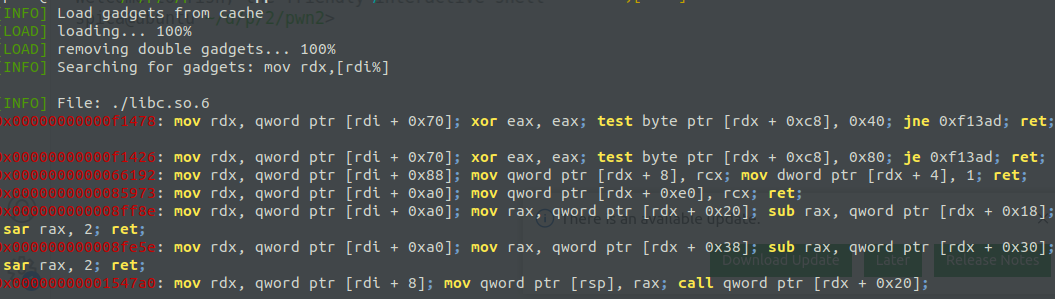 [INFO] Load gadgets from cache
[LOAD] loading... 100%
[LOAD] removing double gadgets... 100%
[INFO] Searching for gadgets: mov rdx,[rdi%]
[INFO] File: ./libc.so.6
0x00000000000f1478: mov rdx, qword ptr [rdi + 0x70]; xor eax, eax; test byte ptr [rdx + 0xc8], 0x40; jne 0xf13ad; ret;
0x00000000000f1426: mov rdx, qword ptr [rdi + 0x70]; xor eax, eax; test byte ptr [rdx + 0xc8], 0x80; je 0xf13ad; ret;
0x0000000000066192: mov rdx, qword ptr [rdi + 0x88]; mov qword ptr [rdx + 8], rcx; mov dword ptr [rdx + 4], 1; ret;
0x0000000000085973: mov rdx, qword ptr [rdi + 0xa0]; mov qword ptr [rdx + 0xe0], rcx; ret;
0x000000000008ff8e: mov rdx, qword ptr [rdi + 0xa0]; mov rax, qword ptr [rdx + 0x20]; sub rax, qword ptr [rdx + 0x18];
sar rax, 2; ret;
There is an available update.
0x000000000008fe5e: mov rdx, qword ptr [rdi + 0xa0]; mov rax, qword ptr [rdx + 0x38]; sub rax, qword ptr [rdx + 0x30];
sar rax, 2; ret;
Download Update Later Release Notes
0x00000000001547a0: mov rdx, qword ptr [rdi + 8]; mov qword ptr [rsp], rax; call qword ptr [rdx + 0x20];